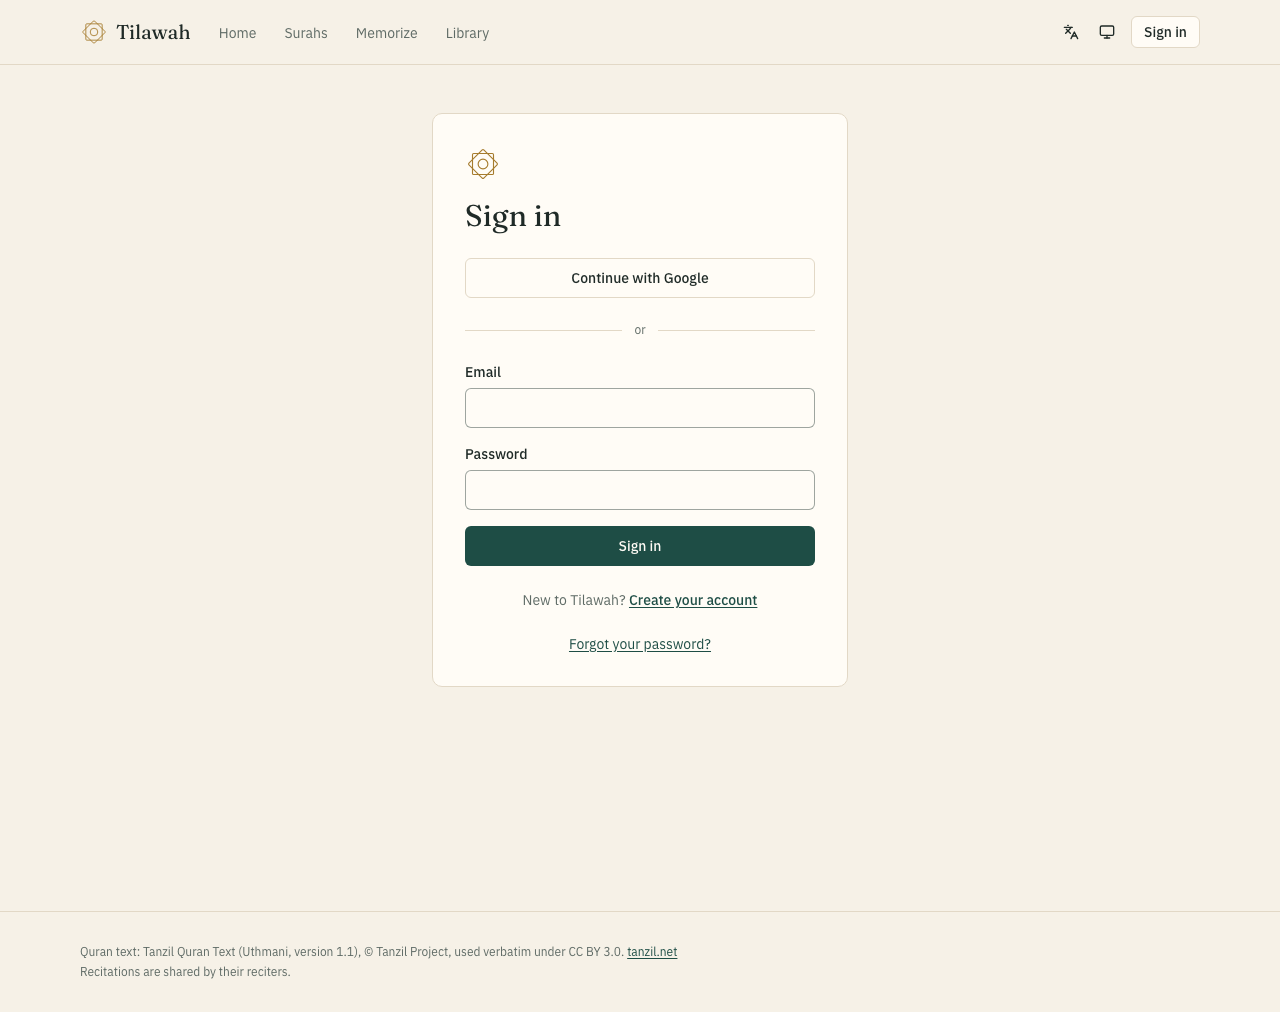 Tilawah
Home
Surahs
Memorize
Library
Sign in
Sign in
Continue with Google
or
Email
Password
Sign in
New to Tilawah? Create your account
Forgot your password?
Quran text: Tanzil Quran Text (Uthmani, version 1.1), © Tanzil Project, used verbatim under CC BY 3.0. tanzil.net
Recitations are shared by their reciters.